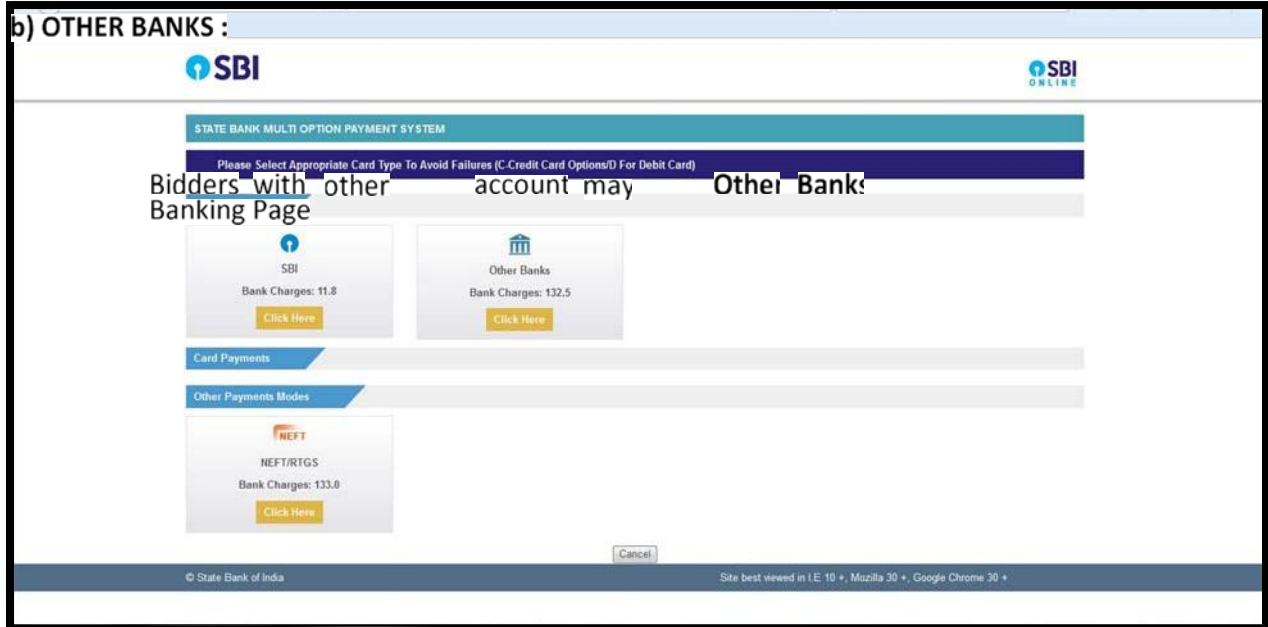 b) OTHER BANKS :
SBI
SBI
ONLINE
STATE BANK MULTI OPTION PAYMENT SYSTEM
Please Select Appropriate Card Type To Avoid Failures (C-Credit Card Options/D For Debit Card)
Bidders with other account may Other Banks
Banking Page
SBI
Bank Charges: 11.8
Click Here
Other Banks
Bank Charges: 132.5
Click Here
Card Payments
Other Payments Modes
NEFT
NEFT/RTGS
Bank Charges: 133.0
Click Here
Cancel
© State Bank of India
Site best viewed in I.E 10 +, Mozilla 30 +, Google Chrome 30 +